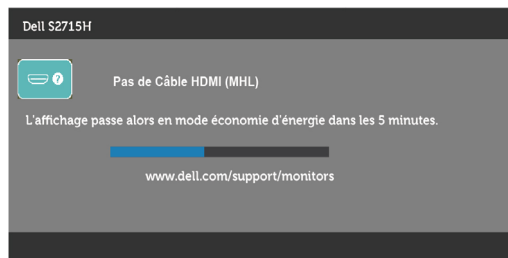 Dell S2715H
?
Pas de Câble HDMI (MHL)
L'affichage passe alors en mode économie d'énergie dans les 5 minutes.
www.dell.com/support/monitors